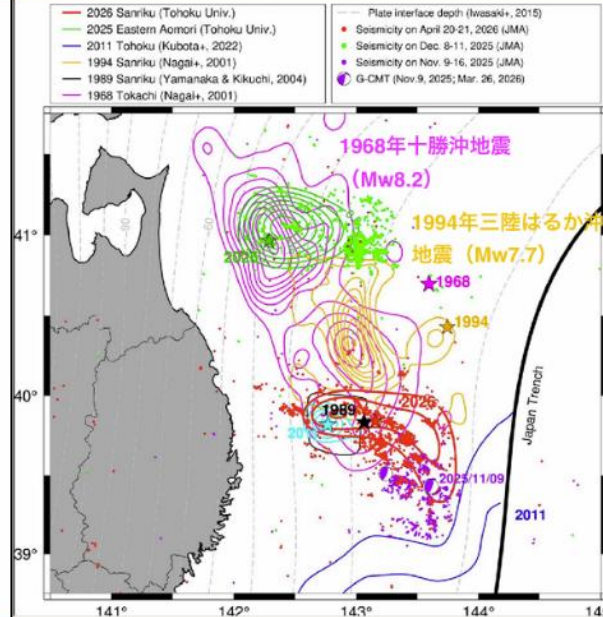 2026 Sanriku (Tohoku Univ.)
2025 Eastern Aomori (Tohoku Univ.)
2011 Tohoku (Kubota+, 2022)
1994 Sanriku (Nagai+, 2001)
1989 Sanriku (Yamanaka & Kikuchi, 2004)
1968 Tokachi (Nagai+, 2001)
Plate interface depth (Iwasaki+, 2015)
Seismicity on April 20-21, 2026 (JMA)
Seismicity on Dec. 8-11, 2025 (JMA)
Seismicity on Nov. 9-16, 2025 (JMA)
G-CMT (Nov.9, 2025; Mar. 26, 2026)
1968年十勝沖地震
(Mw8.2)
1994年三陸はるか沖
地震（Mw7.7）
41°
1968
1994
40°
2026
1989
Japan Trench
2025/11/09
2011
39°
141°
142°
143°
144°